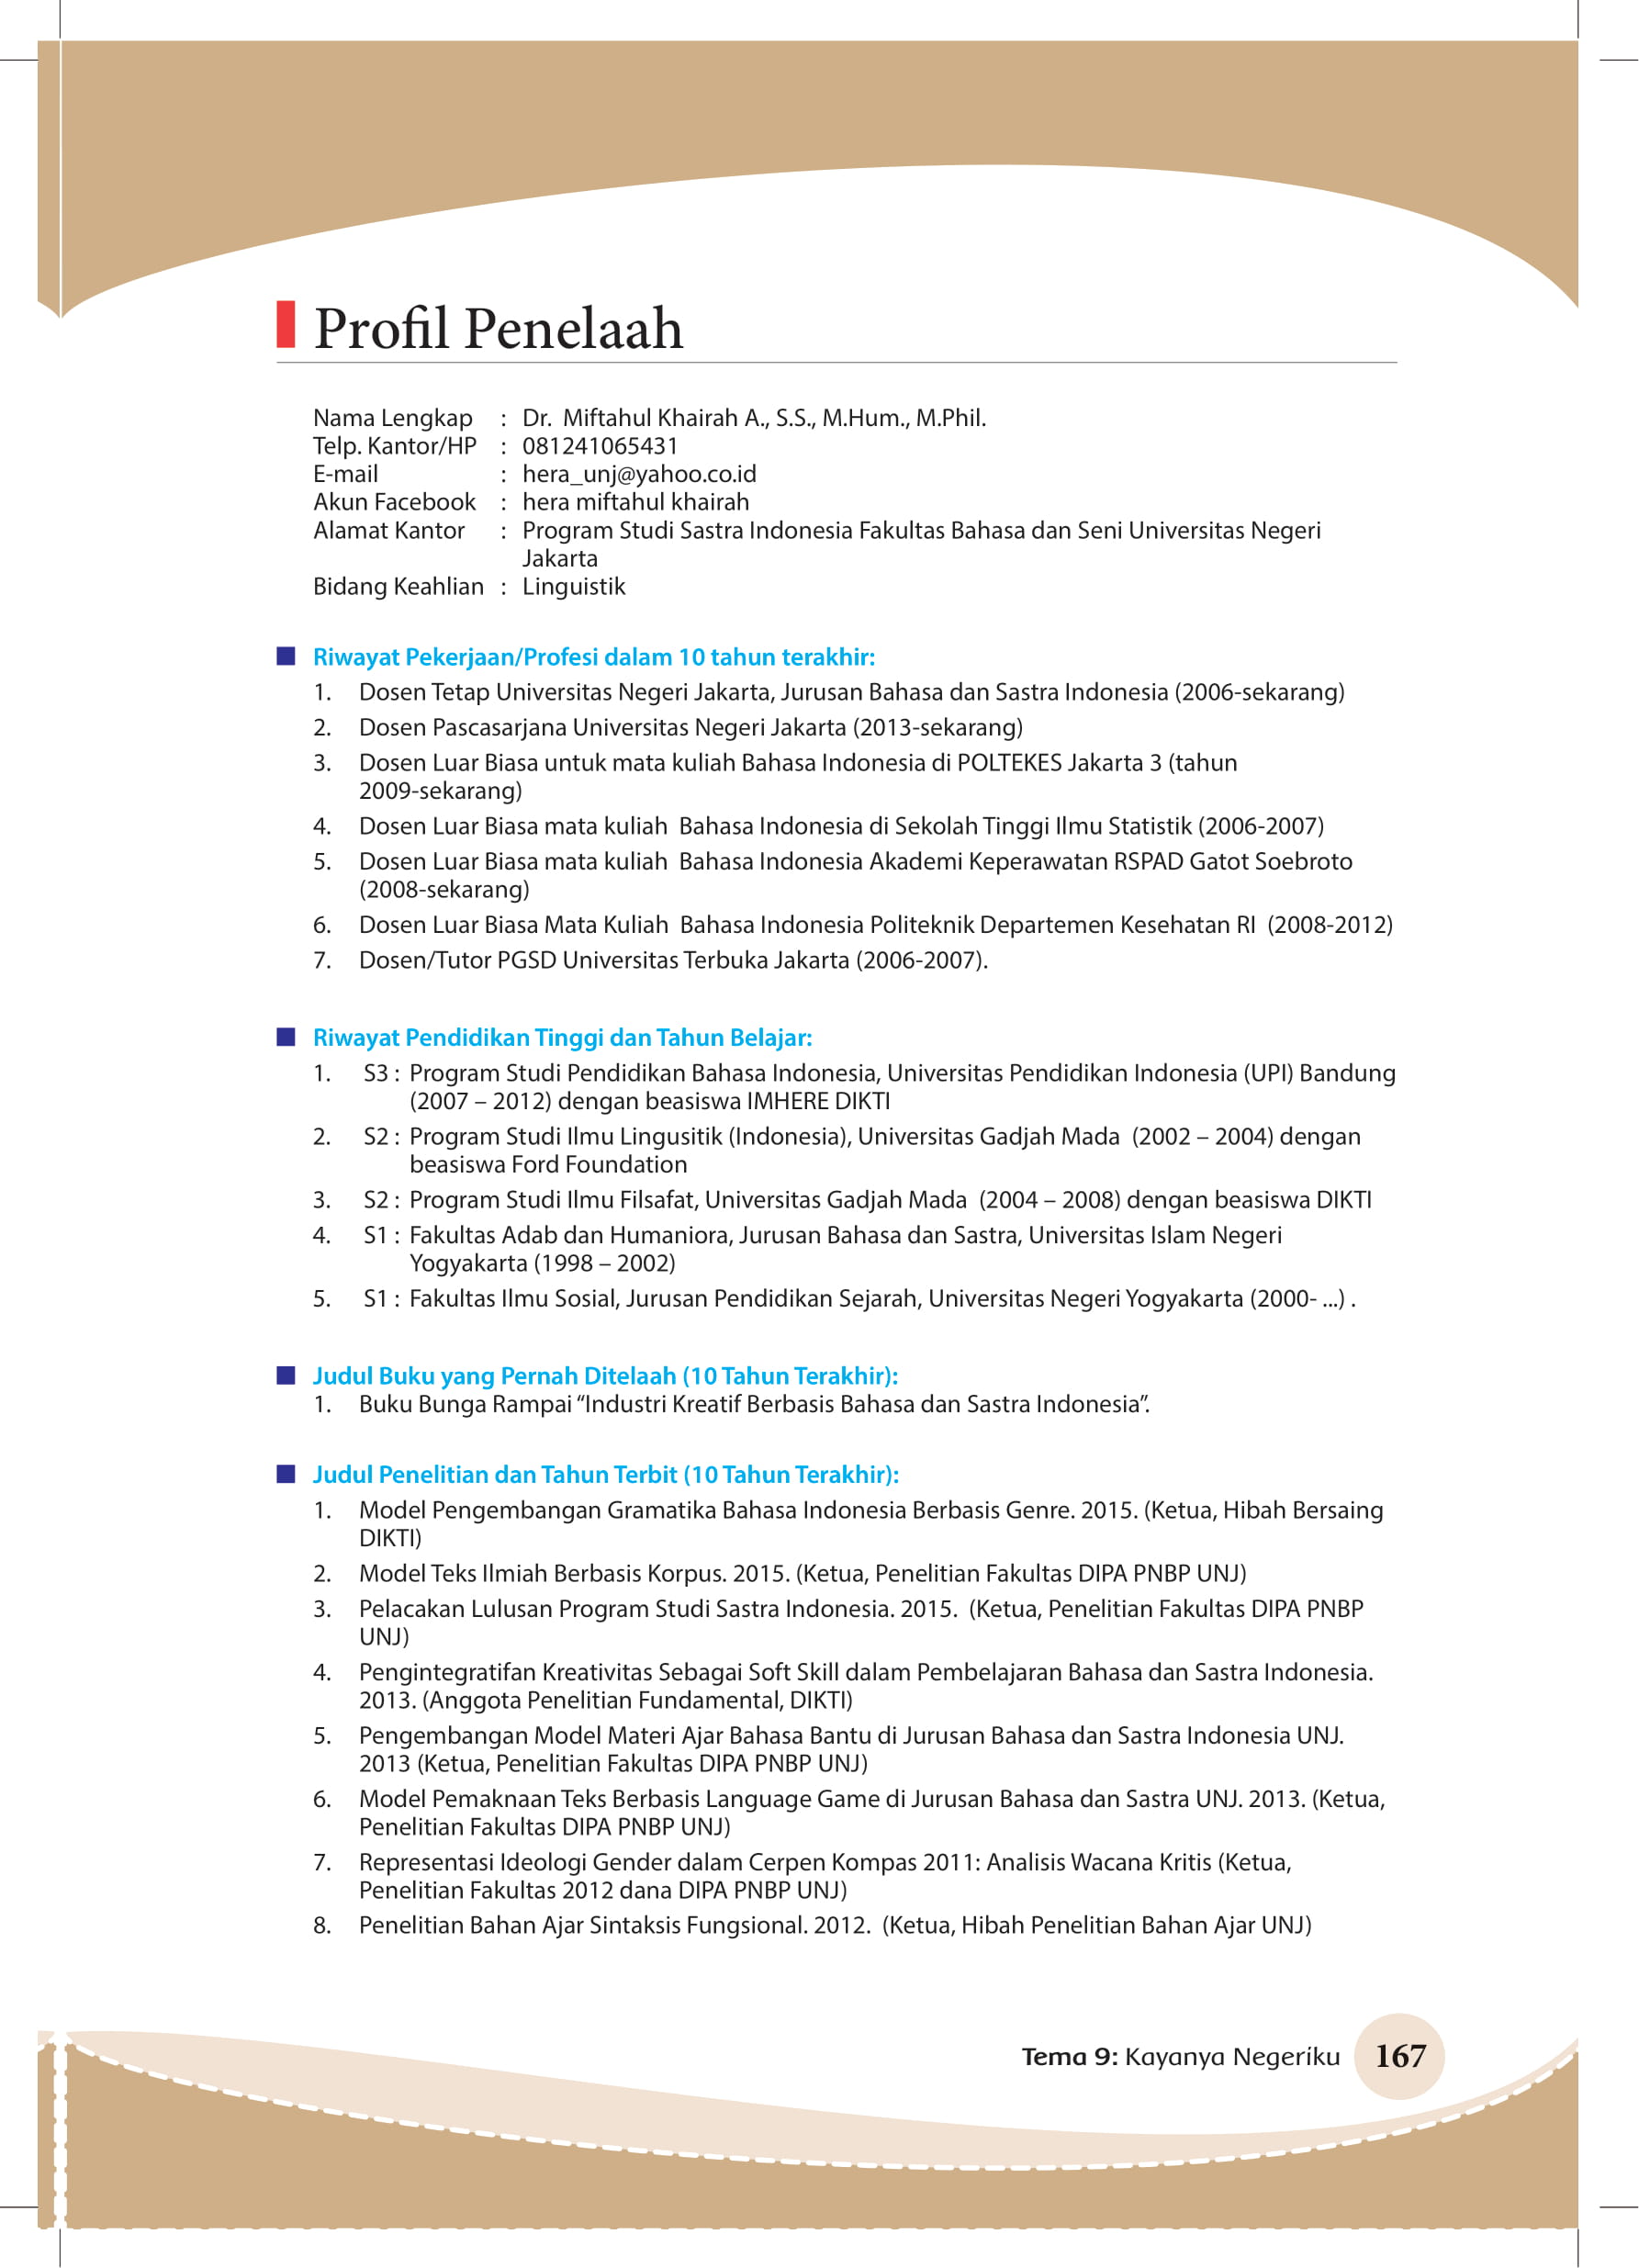 Profil Penelaah
Nama Lengkap : Dr. Miftahul Khairah A., S.S., M.Hum., M.Phil.
Telp. Kantor/HP : 081241065431
E-mail : hera_unj@yahoo.co.id
Akun Facebook : hera miftahul khairah
Alamat Kantor : Program Studi Sastra Indonesia Fakultas Bahasa dan Seni Universitas Negeri
Jakarta
Bidang Keahlian : Linguistik
Riwayat Pekerjaan/Profesi dalam 10 tahun terakhir:
1. Dosen Tetap Universitas Negeri Jakarta, Jurusan Bahasa dan Sastra Indonesia (2006-sekarang)
2. Dosen Pascasarjana Universitas Negeri Jakarta (2013-sekarang)
3. Dosen Luar Biasa untuk mata kuliah Bahasa Indonesia di POLTEKES Jakarta 3 (tahun
2009-sekarang)
4. Dosen Luar Biasa mata kuliah Bahasa Indonesia di Sekolah Tinggi Ilmu Statistik (2006-2007)
5. Dosen Luar Biasa mata kuliah Bahasa Indonesia Akademi Keperawatan RSPAD Gatot Soebroto
(2008-sekarang)
6. Dosen Luar Biasa Mata Kuliah Bahasa Indonesia Politeknik Departemen Kesehatan RI (2008-2012)
7. Dosen/Tutor PGSD Universitas Terbuka Jakarta (2006-2007).
Riwayat Pendidikan Tinggi dan Tahun Belajar:
1. S3 : Program Studi Pendidikan Bahasa Indonesia, Universitas Pendidikan Indonesia (UPI) Bandung
(2007 – 2012) dengan beasiswa IMHERE DIKTI
2. S2 : Program Studi Ilmu Lingusitik (Indonesia), Universitas Gadjah Mada (2002 – 2004) dengan
beasiswa Ford Foundation
3. S2 : Program Studi Ilmu Filsafat, Universitas Gadjah Mada (2004 – 2008) dengan beasiswa DIKTI
4. S1 : Fakultas Adab dan Humaniora, Jurusan Bahasa dan Sastra, Universitas Islam Negeri
Yogyakarta (1998 – 2002)
5. S1 : Fakultas Ilmu Sosial, Jurusan Pendidikan Sejarah, Universitas Negeri Yogyakarta (2000- ...) .
Judul Buku yang Pernah Ditelaah (10 Tahun Terakhir):
1. Buku Bunga Rampai “Industri Kreatif Berbasis Bahasa dan Sastra Indonesia”.
Judul Penelitian dan Tahun Terbit (10 Tahun Terakhir):
1. Model Pengembangan Gramatika Bahasa Indonesia Berbasis Genre. 2015. (Ketua, Hibah Bersaing
DIKTI)
2. Model Teks Ilmiah Berbasis Korpus. 2015. (Ketua, Penelitian Fakultas DIPA PNBP UNJ)
3. Pelacakan Lulusan Program Studi Sastra Indonesia. 2015. (Ketua, Penelitian Fakultas DIPA PNBP
UNJ)
4. Pengintegratifan Kreativitas Sebagai Soft Skill dalam Pembelajaran Bahasa dan Sastra Indonesia.
2013. (Anggota Penelitian Fundamental, DIKTI)
5. Pengembangan Model Materi Ajar Bahasa Bantu di Jurusan Bahasa dan Sastra Indonesia UNJ.
2013 (Ketua, Penelitian Fakultas DIPA PNBP UNJ)
6. Model Pemaknaan Teks Berbasis Language Game di Jurusan Bahasa dan Sastra UNJ. 2013. (Ketua,
Penelitian Fakultas DIPA PNBP UNJ)
7. Representasi Ideologi Gender dalam Cerpen Kompas 2011: Analisis Wacana Kritis (Ketua,
Penelitian Fakultas 2012 dana DIPA PNBP UNJ)
8. Penelitian Bahan Ajar Sintaksis Fungsional. 2012. (Ketua, Hibah Penelitian Bahan Ajar UNJ)
Tema 9: Kayanya Negeriku 167